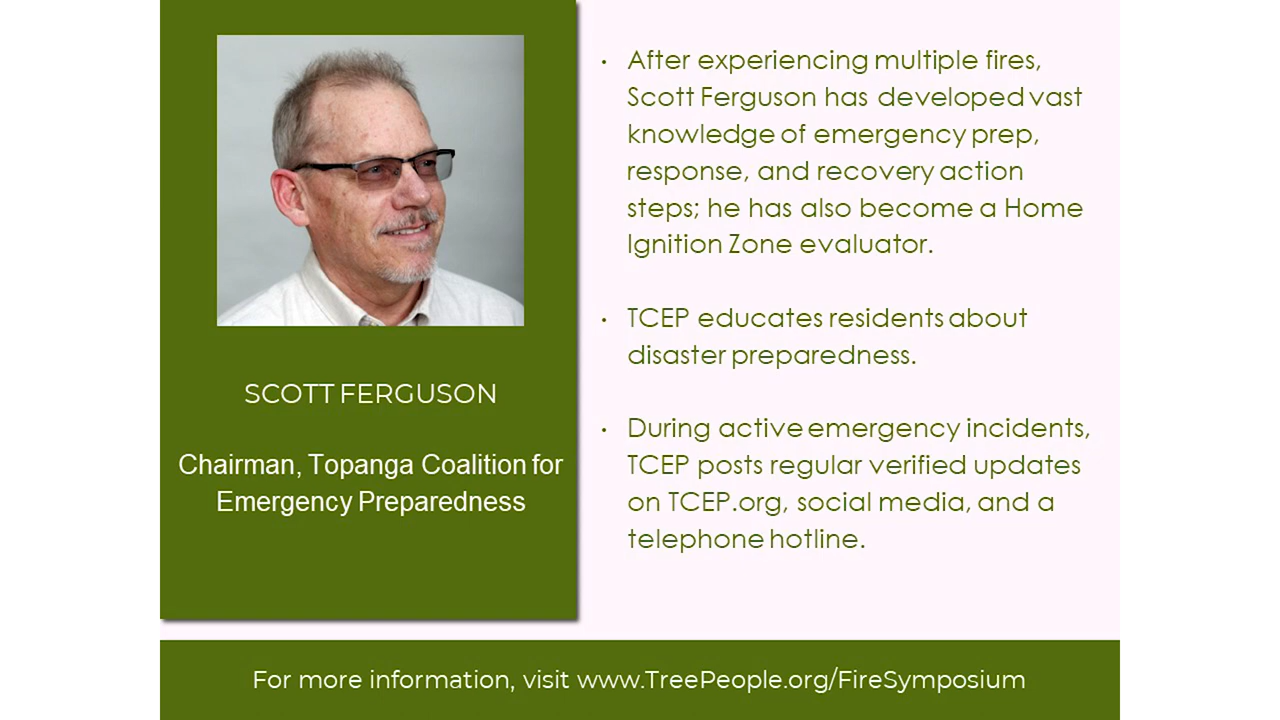 SCOTT FERGUSON
Chairman, Topanga Coalition for
Emergency Preparedness
• After experiencing multiple fires,
Scott Ferguson has developed vast
knowledge of emergency prep,
response, and recovery action
steps; he has also become a Home
Ignition Zone evaluator.
• TCEP educates residents about
disaster preparedness.
• During active emergency incidents,
TCEP posts regular verified updates
on TCEP.org, social media, and a
telephone hotline.
For more information, visit www.TreePeople.org/FireSymposium